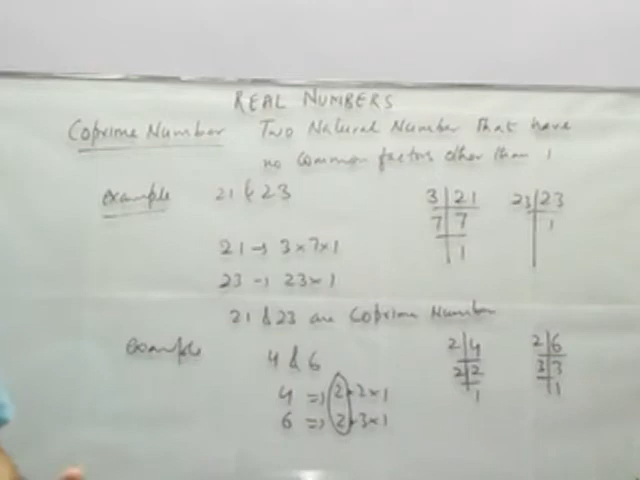 REAL NUMBERS
Coprime Number Two Natural Number That have
no common factors other than 1
example 21 & 23
3 | 21
7 | 7
1
23 | 23
1
21 → 3 × 7 × 1
23 → 23 × 1
21 & 23 are Coprime Number
example 4 & 6
2 | 4
2 | 2
1
2 | 6
3 | 3
1
4 => 2 × 2 × 1
6 => 2 × 3 × 1